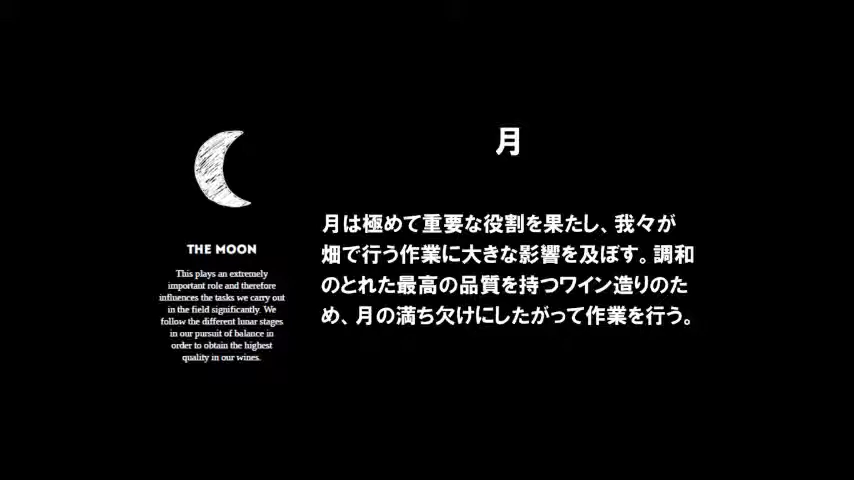 THE MOON
This plays an extremely
important role and therefore
influences the tasks we carry out
in the field significantly. We
follow the different lunar stages
in our pursuit of balance in
order to obtain the highest
quality in our wines.
月
月は極めて重要な役割を果たし、我々が
畑で行う作業に大きな影響を及ぼす。調和
のとれた最高の品質を持つワイン造りのた
め、月の満ち欠けにしたがって作業を行う。